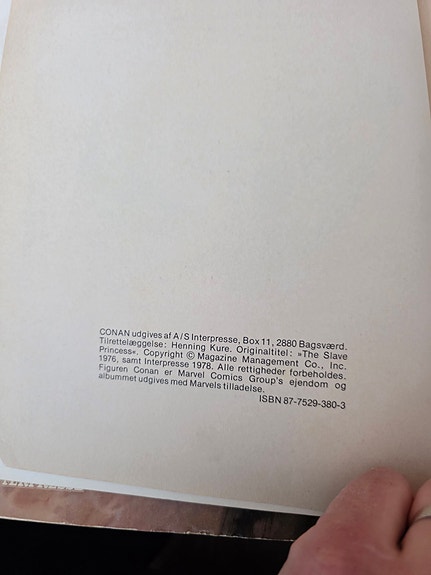 CONAN udgives af A/S Interpresse, Box 11, 2880 Bagsværd.
Tilrettelæggelse: Henning Kure. Originaltitel: »The Slave
Princess«. Copyright © Magazine Management Co., Inc.
1976, samt Interpresse 1978. Alle rettigheder forbeholdes.
Figuren Conan er Marvel Comics Group's ejendom og
albummet udgives med Marvels tilladelse.
ISBN 87-7529-380-3